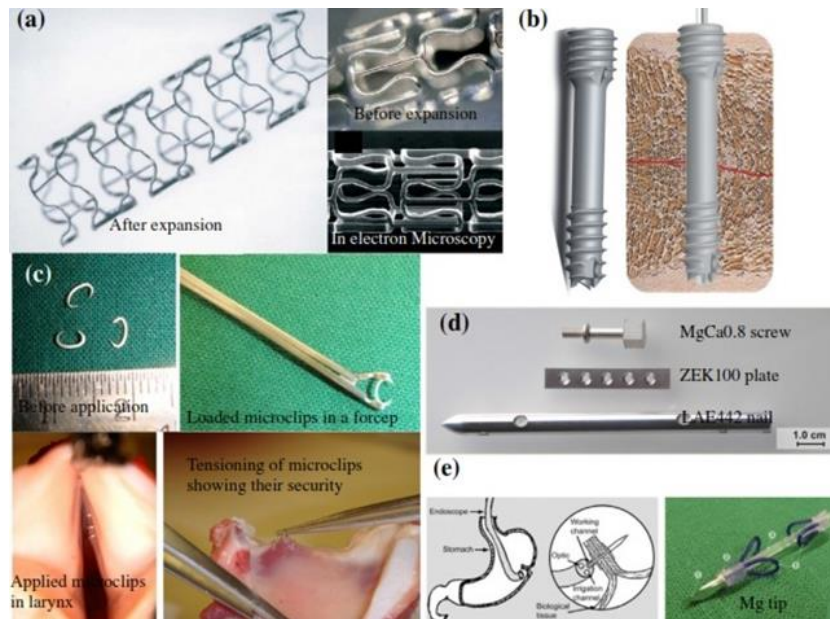 (a)
Before expansion
After expansion
In electron Microscopy
(b)
(c)
Before application
Loaded microclips in a forcep
Applied microclips
in larynx
Tensioning of microclips
showing their security
(d)
MgCa0.8 screw
ZEK100 plate
LAE442 nail
1.0 cm
(e)
Endoscope
Stomach
Working
channel
Optic
Irrigation
channel
Biological
tissue
Mg tip